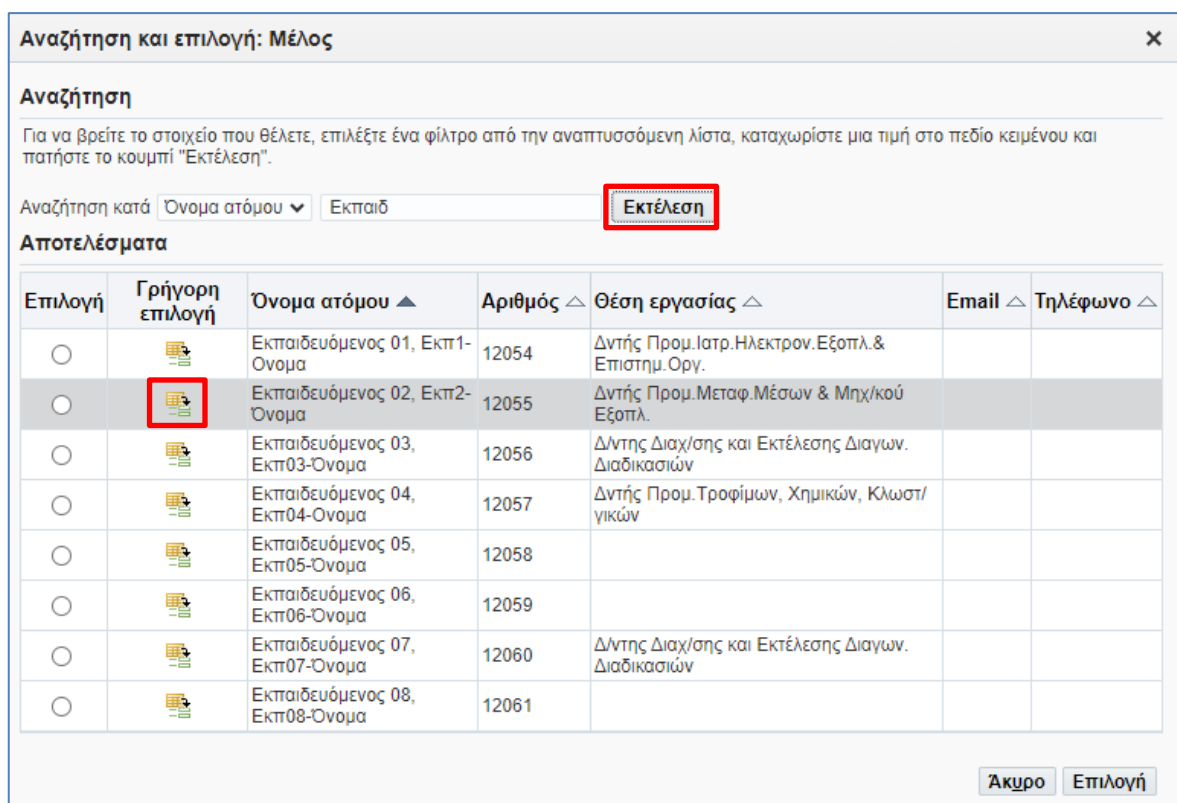 Αναζήτηση και επιλογή: Μέλος
Αναζήτηση
Για να βρείτε το στοιχείο που θέλετε, επιλέξτε ένα φίλτρο από την αναπτυσσόμενη λίστα, καταχωρίστε μια τιμή στο πεδίο κειμένου και
πατήστε το κουμπί "Εκτέλεση".
Αναζήτηση κατά Όνομα ατόμου Εκπαιδ Εκτέλεση
Αποτελέσματα
Επιλογή Γρήγορη επιλογή Όνομα ατόμου Αριθμός Θέση εργασίας Email Τηλέφωνο
Εκπαιδευόμενος 01, Εκπ1- 12054 Δντής Προμ.Ιατρ.Ηλεκτρον.Εξοπλ.&
Ονομα Επιστημ.Οργ.
Εκπαιδευόμενος 02, Εκπ2- 12055 Δντής Προμ.Μεταφ.Μέσων & Μηχ/κού
Όνομα Εξοπλ.
Εκπαιδευόμενος 03, 12056 Δ/ντης Διαχ/σης και Εκτέλεσης Διαγων.
Εκπ03-Όνομα Διαδικασιών
Εκπαιδευόμενος 04, 12057 Δντής Προμ.Τροφίμων, Χημικών, Κλωστ/
Εκπ04-Ονομα γικών
Εκπαιδευόμενος 05, 12058
Εκπ05-Όνομα
Εκπαιδευόμενος 06, 12059
Εκπ06-Όνομα
Εκπαιδευόμενος 07, 12060 Δ/ντης Διαχ/σης και Εκτέλεσης Διαγων.
Εκπ07-Όνομα Διαδικασιών
Εκπαιδευόμενος 08, 12061
Εκπ08-Όνομα
Άκυρο Επιλογή